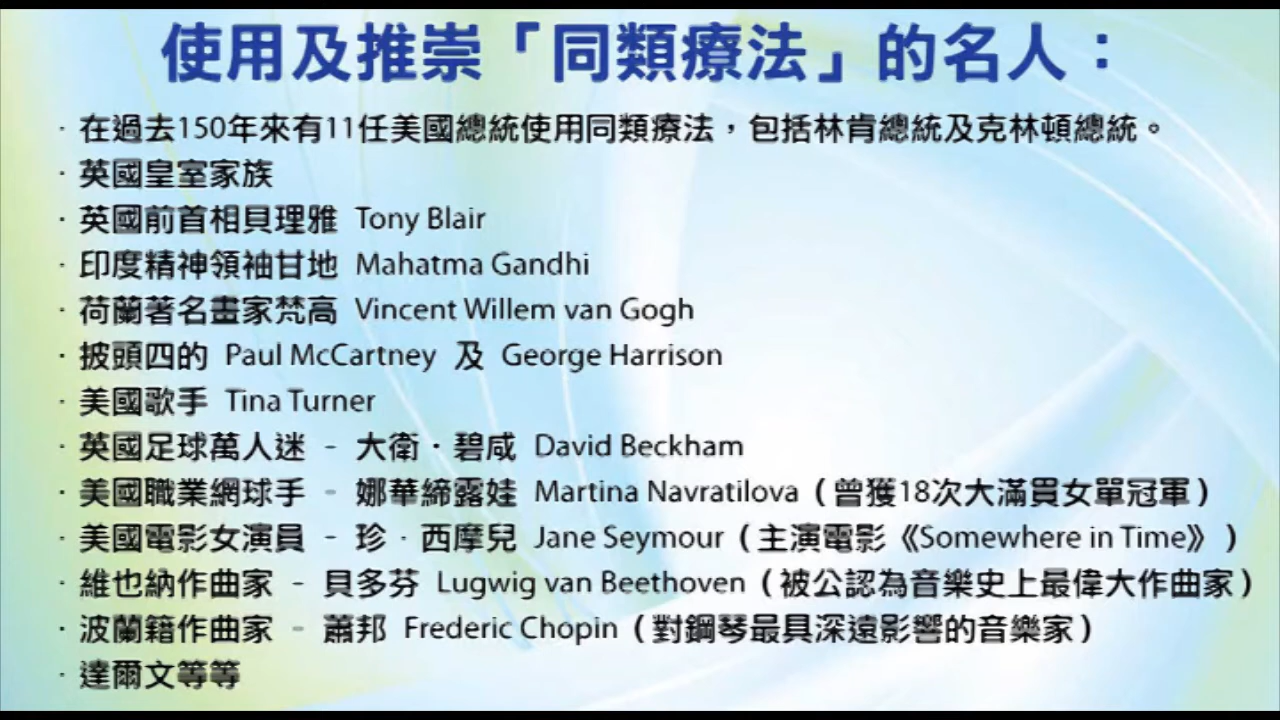 使用及推崇「同類療法」的名人：
· 在過去150年來有11任美國總統使用同類療法，包括林肯總統及克林頓總統。
· 英國皇室家族
· 英國前首相貝理雅 Tony Blair
· 印度精神領袖甘地 Mahatma Gandhi
· 荷蘭著名畫家梵高 Vincent Willem van Gogh
· 披頭四的 Paul McCartney 及 George Harrison
· 美國歌手 Tina Turner
· 英國足球萬人迷 - 大衛·碧咸 David Beckham
· 美國職業網球手 - 娜華締露娃 Martina Navratilova（曾獲18次大滿貫女單冠軍）
· 美國電影女演員 - 珍·西摩兒 Jane Seymour（主演電影《Somewhere in Time》）
· 維也納作曲家 - 貝多芬 Lugwig van Beethoven（被公認為音樂史上最偉大作曲家）
· 波蘭籍作曲家 - 蕭邦 Frederic Chopin（對鋼琴最具深遠影響的音樂家）
· 達爾文等等